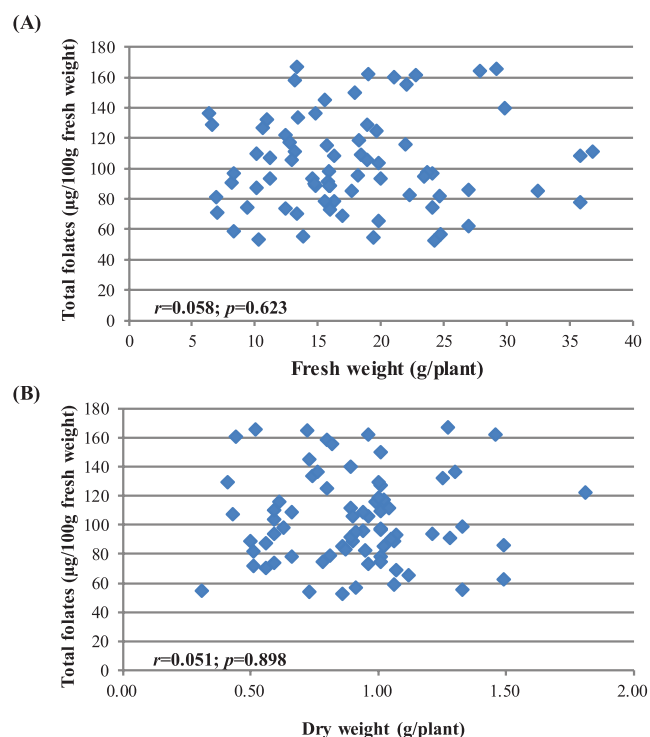 (A)
Total folates (µg/100g fresh weight)
180
160
140
120
100
80
60
40
20
0
r=0.058; p=0.623
0 5 10 15 20 25 30 35 40
Fresh weight (g/plant)
(B)
Total folates (µg/100g fresh weight)
180
160
140
120
100
80
60
40
20
0
r=0.051; p=0.898
0.00 0.50 1.00 1.50 2.00
Dry weight (g/plant)